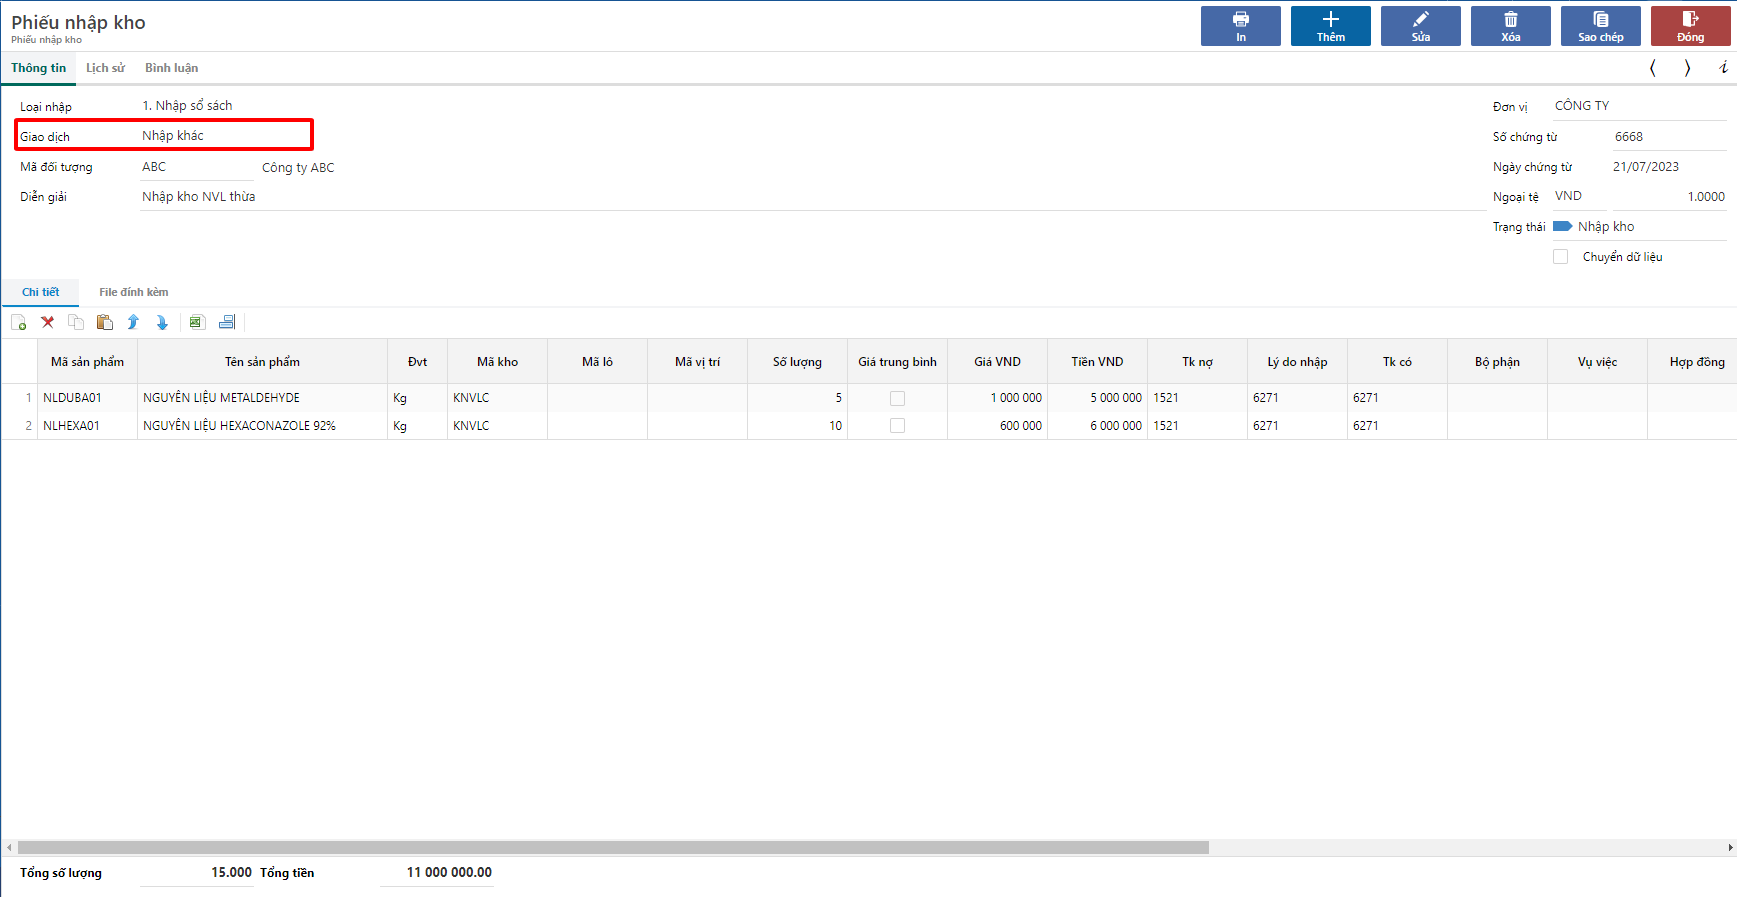 Phiếu nhập kho
Phiếu nhập kho
In
Thêm
Sửa
Xóa
Sao chép
Đóng
Thông tin Lịch sử Bình luận
Loại nhập 1. Nhập sổ sách
Giao dịch Nhập khác
Mã đối tượng ABC Công ty ABC
Diễn giải Nhập kho NVL thừa
Đơn vị CÔNG TY
Số chứng từ 6668
Ngày chứng từ 21/07/2023
Ngoại tệ VND 1.0000
Trạng thái Nhập kho
Chuyển dữ liệu
Chi tiết File đính kèm
Mã sản phẩm Tên sản phẩm Đvt Mã kho Mã lô Mã vị trí Số lượng Giá trung bình Giá VND Tiền VND Tk nợ Lý do nhập Tk có Bộ phận Vụ việc Hợp đồng
1 NLDUBA01 NGUYÊN LIỆU METALDEHYDE Kg KNVLC 5 1 000 000 5 000 000 1521 6271 6271
2 NLHEXA01 NGUYÊN LIỆU HEXACONAZOLE 92% Kg KNVLC 10 600 000 6 000 000 1521 6271 6271
Tổng số lượng 15.000 Tổng tiền 11 000 000.00